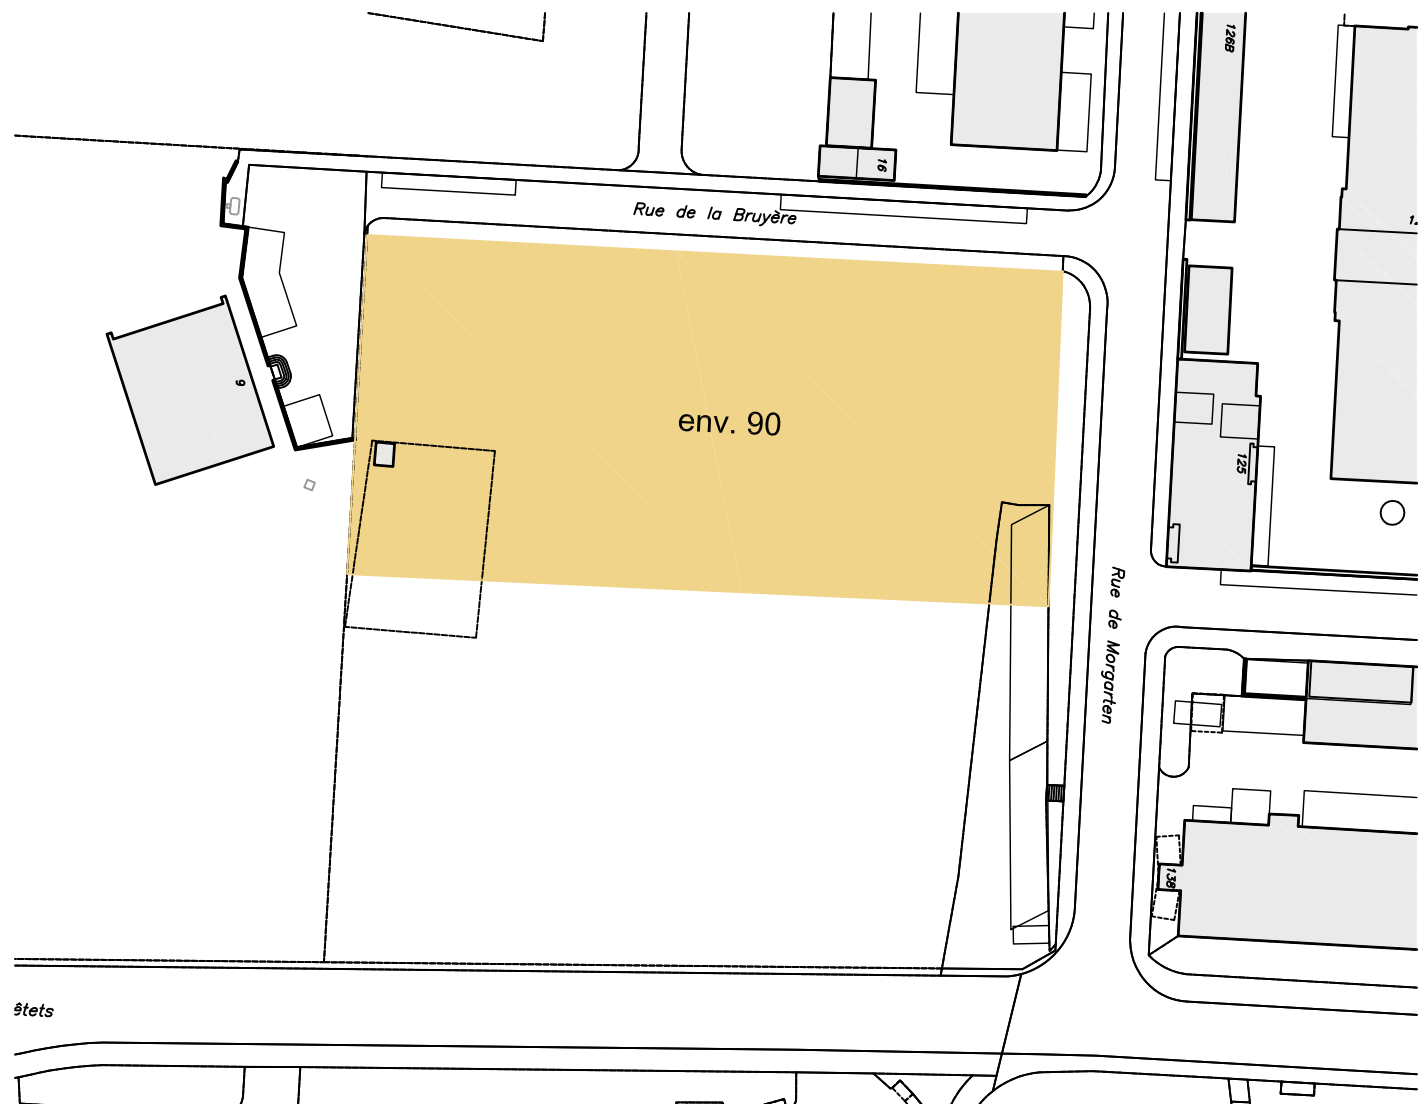 126B
16
Rue de la Bruyère
9
env. 90
125
Rue de Morgarten
138
êtets